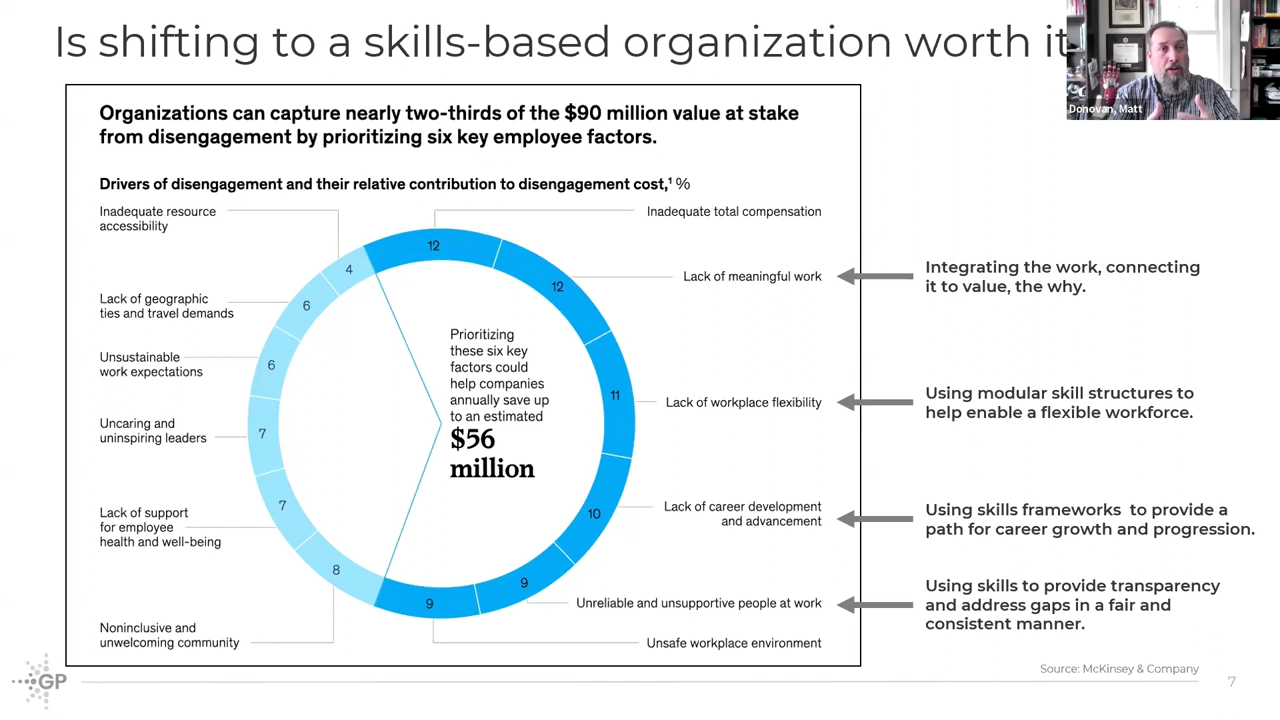 Is shifting to a skills-based organization worth it
Donovan, Matt
Organizations can capture nearly two-thirds of the $90 million value at stake
from disengagement by prioritizing six key employee factors.
Drivers of disengagement and their relative contribution to disengagement cost,¹ %
Inadequate resource
accessibility
Inadequate total compensation
12
4
Lack of meaningful work
12
Integrating the work, connecting
it to value, the why.
Lack of geographic
ties and travel demands
6
Unsustainable
work expectations
6
Prioritizing
these six key
factors could
help companies
annually save up
to an estimated
$56
million
11
Lack of workplace flexibility
Using modular skill structures to
help enable a flexible workforce.
Uncaring and
uninspiring leaders
7
Lack of support
for employee
health and well-being
7
10
Lack of career development
and advancement
Using skills frameworks to provide a
path for career growth and progression.
8
9
9
Unreliable and unsupportive people at work
Using skills to provide transparency
and address gaps in a fair and
consistent manner.
Noninclusive and
unwelcoming community
Unsafe workplace environment
Source: McKinsey & Company
GP
7